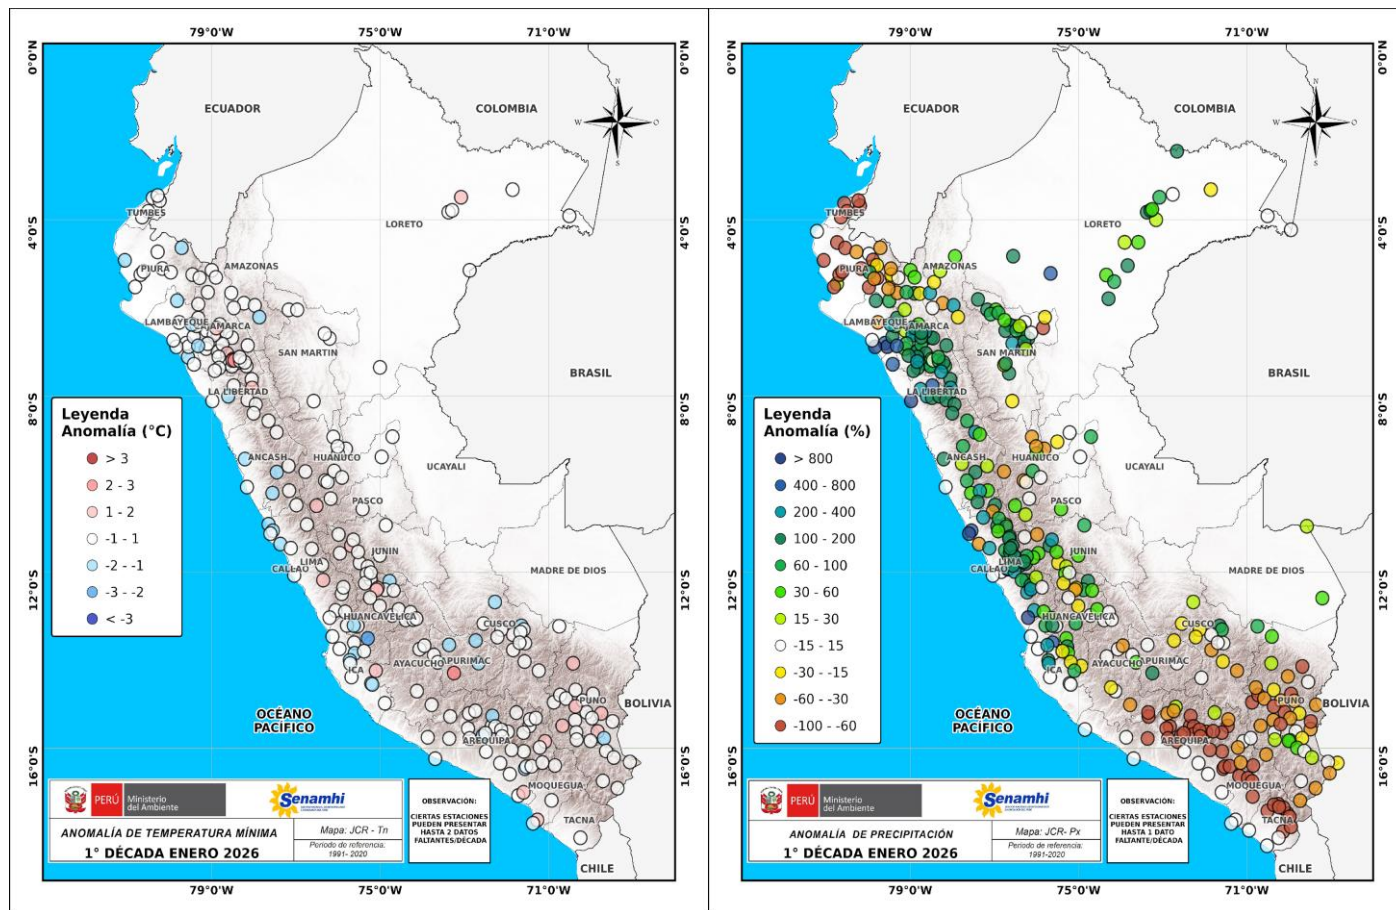 79°0'W 75°0'W 71°0'W
0°0'N 0°0'N
ECUADOR
COLOMBIA
N
W O
S
TUMBES
LORETO
4°0'S 4°0'S
PIURA
AMAZONAS
LAMBAYEQUE
CAJAMARCA
SAN MARTIN
BRASIL
LA LIBERTAD
8°0'S 8°0'S
Leyenda
Anomalía (°C)
> 3
2 - 3
1 - 2
-1 - 1
-2 - -1
-3 - -2
< -3
ANCASH
HUANUCO
UCAYALI
PASCO
JUNIN
LIMA
CALLAO
MADRE DE DIOS
12°0'S 12°0'S
HUANCAVELICA
CUSCO
ICA
AYACUCHO
APURIMAC
PUNO
BOLIVIA
OCÉANO
PACÍFICO
AREQUIPA
16°0'S 16°0'S
MOQUEGUA
TACNA
CHILE
PERÚ
Ministerio
del Ambiente
Senamhi
ANOMALÍA DE TEMPERATURA MÍNIMA
1° DÉCADA ENERO 2026
Mapa: JCR - Tn
Periodo de referencia:
1991- 2020
OBSERVACIÓN:
CIERTAS ESTACIONES
PUEDEN PRESENTAR
HASTA 2 DATOS
FALTANTES/DÉCADA
79°0'W 75°0'W 71°0'W
79°0'W 75°0'W 71°0'W
0°0'N 0°0'N
ECUADOR
COLOMBIA
N
W O
S
TUMBES
LORETO
4°0'S 4°0'S
PIURA
AMAZONAS
LAMBAYEQUE
CAJAMARCA
SAN MARTIN
BRASIL
LA LIBERTAD
8°0'S 8°0'S
Leyenda
Anomalía (%)
> 800
400 - 800
200 - 400
100 - 200
60 - 100
30 - 60
15 - 30
-15 - 15
-30 - -15
-60 - -30
-100 - -60
ANCASH
HUANUCO
UCAYALI
PASCO
JUNIN
LIMA
CALLAO
MADRE DE DIOS
12°0'S 12°0'S
HUANCAVELICA
CUSCO
ICA
AYACUCHO
APURIMAC
PUNO
BOLIVIA
OCÉANO
PACÍFICO
AREQUIPA
16°0'S 16°0'S
MOQUEGUA
TACNA
CHILE
PERÚ
Ministerio
del Ambiente
Senamhi
ANOMALÍA DE PRECIPITACIÓN
1° DÉCADA ENERO 2026
Mapa: JCR- Px
Periodo de referencia:
1991-2020
OBSERVACIÓN:
CIERTAS ESTACIONES
PUEDEN PRESENTAR
HASTA 1 DATO
FALTANTE/DÉCADA
79°0'W 75°0'W 71°0'W